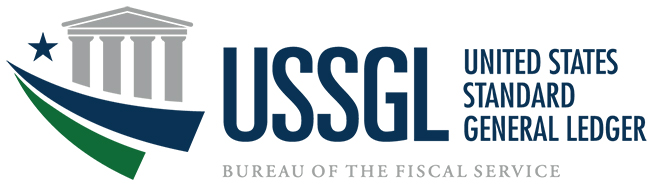 USSGL
UNITED STATES
STANDARD
GENERAL LEDGER
BUREAU OF THE FISCAL SERVICE